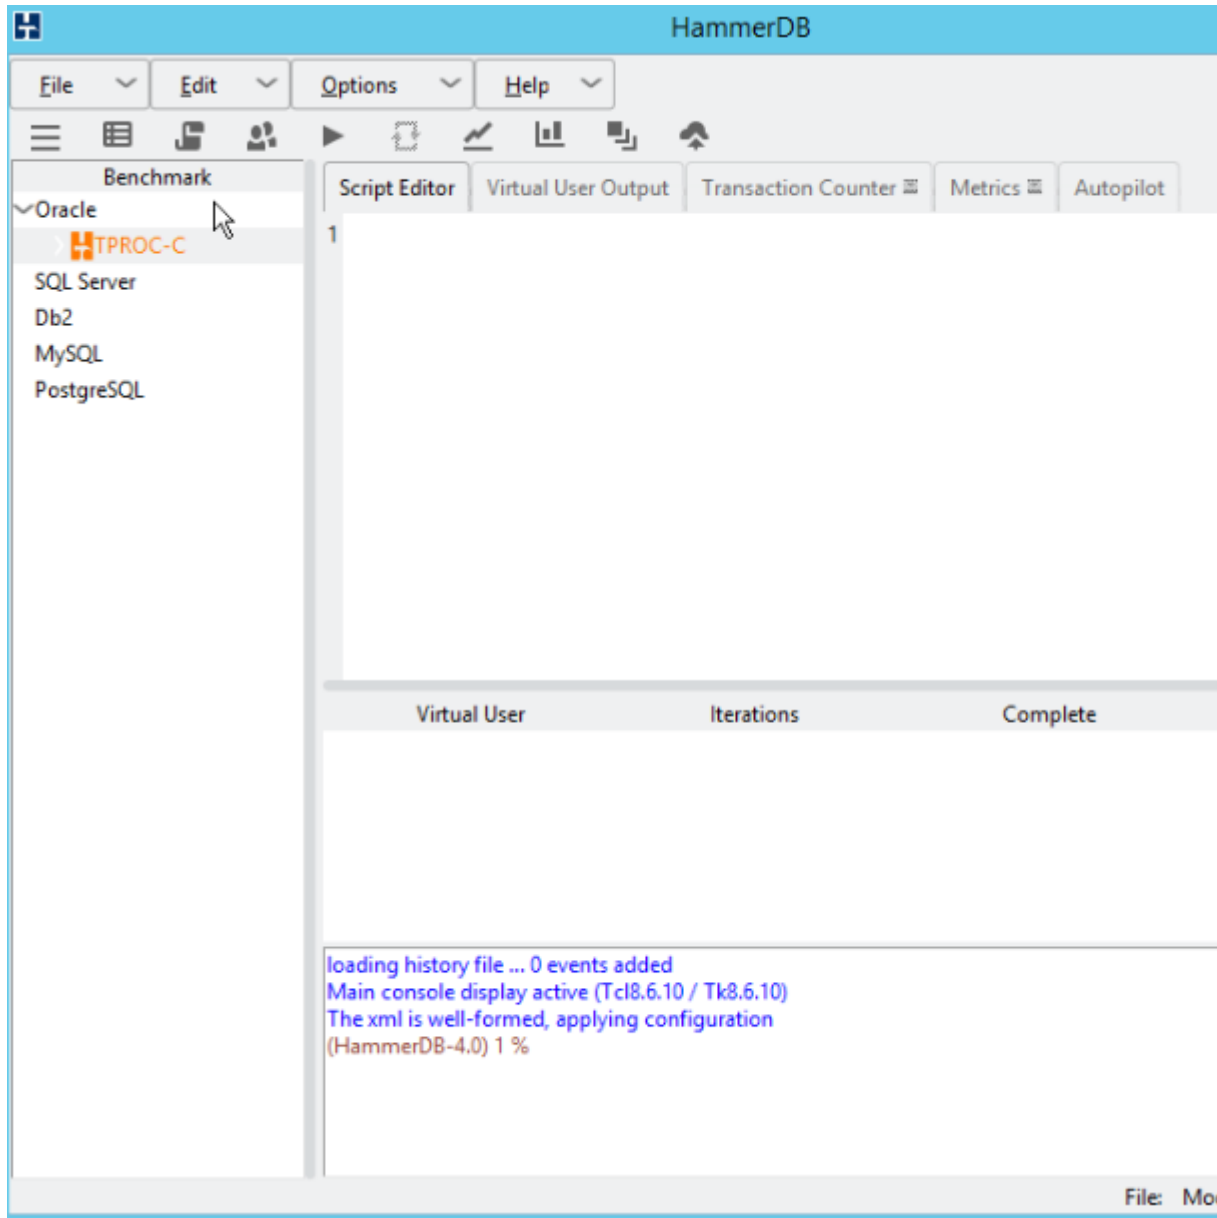 HammerDB
File Edit Options Help
Benchmark
Oracle
TPROC-C
SQL Server
Db2
MySQL
PostgreSQL
Script Editor Virtual User Output Transaction Counter Metrics Autopilot
1
Virtual User Iterations Complete
loading history file ... 0 events added
Main console display active (Tcl8.6.10 / Tk8.6.10)
The xml is well-formed, applying configuration
(HammerDB-4.0) 1 %
File: